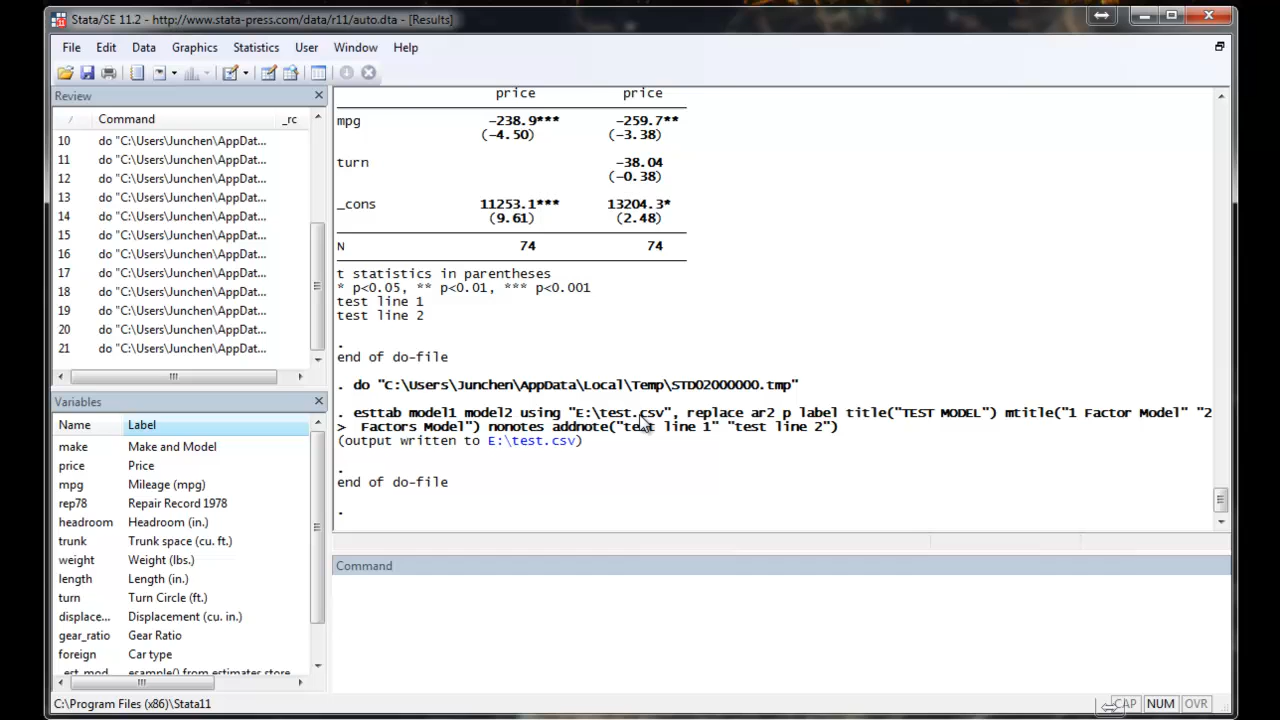 Stata/SE 11.2 - http://www.stata-press.com/data/r11/auto.dta - [Results]
File Edit Data Graphics Statistics User Window Help
Review
/ Command _rc
10 do "C:\Users\Junchen\AppDat...
11 do "C:\Users\Junchen\AppDat...
12 do "C:\Users\Junchen\AppDat...
13 do "C:\Users\Junchen\AppDat...
14 do "C:\Users\Junchen\AppDat...
15 do "C:\Users\Junchen\AppDat...
16 do "C:\Users\Junchen\AppDat...
17 do "C:\Users\Junchen\AppDat...
18 do "C:\Users\Junchen\AppDat...
19 do "C:\Users\Junchen\AppDat...
20 do "C:\Users\Junchen\AppDat...
21 do "C:\Users\Junchen\AppDat...
Variables
Name Label
make Make and Model
price Price
mpg Mileage (mpg)
rep78 Repair Record 1978
headroom Headroom (in.)
trunk Trunk space (cu. ft.)
weight Weight (lbs.)
length Length (in.)
turn Turn Circle (ft.)
displace... Displacement (cu. in.)
gear_ratio Gear Ratio
foreign Car type
_est_mod... esample() from estimates store
price price
mpg -238.9*** -259.7**
(-4.50) (-3.38)
turn -38.04
(-0.38)
_cons 11253.1*** 13204.3*
(9.61) (2.48)
N 74 74
t statistics in parentheses
* p<0.05, ** p<0.01, *** p<0.001
test line 1
test line 2
.
end of do-file
. do "C:\Users\Junchen\AppData\Local\Temp\STD02000000.tmp"
. esttab model1 model2 using "E:\test.csv", replace ar2 p label title("TEST MODEL") mtitle("1 Factor Model" "2
> Factors Model") nonotes addnote("test line 1" "test line 2")
(output written to E:\test.csv)
.
end of do-file
.
Command
C:\Program Files (x86)\Stata11
CAP NUM OVR